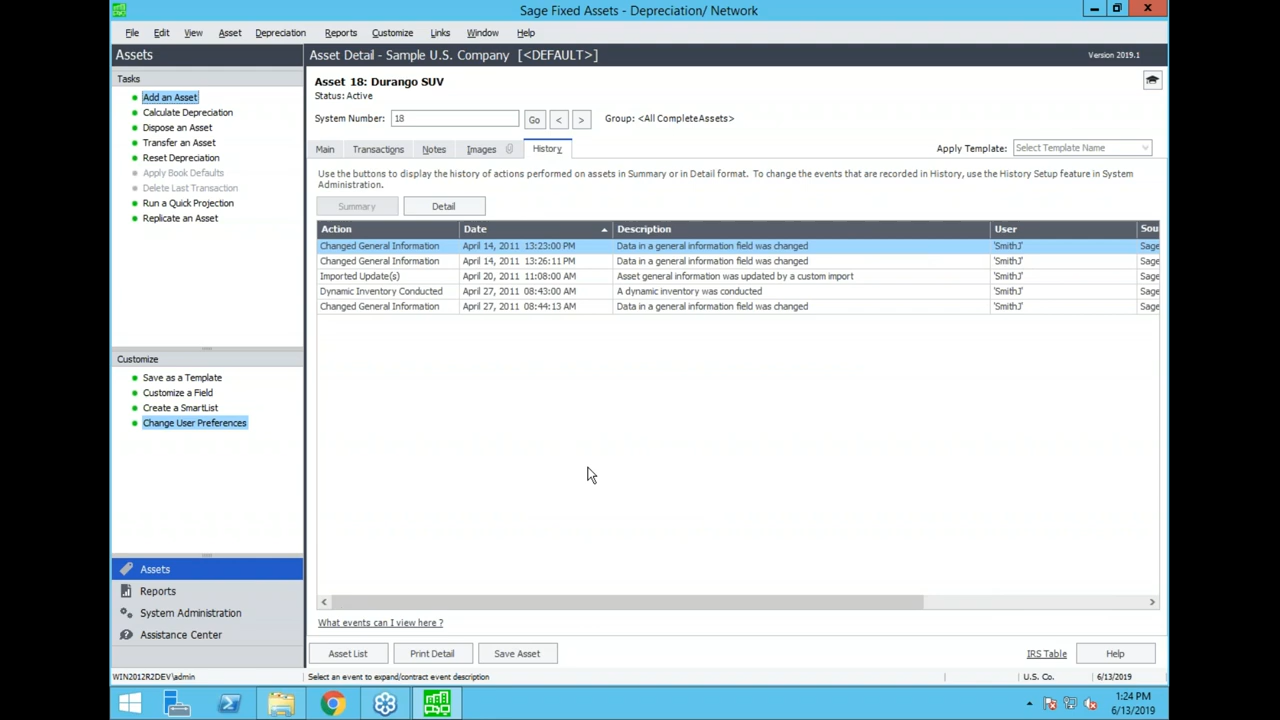 Sage Fixed Assets - Depreciation/ Network
File Edit View Asset Depreciation Reports Customize Links Window Help
Assets
Asset Detail - Sample U.S. Company [<DEFAULT>]
Version 2019.1
Tasks
Add an Asset
Calculate Depreciation
Dispose an Asset
Transfer an Asset
Reset Depreciation
Apply Book Defaults
Delete Last Transaction
Run a Quick Projection
Replicate an Asset
Customize
Save as a Template
Customize a Field
Create a SmartList
Change User Preferences
Assets
Reports
System Administration
Assistance Center
Asset 18: Durango SUV
Status: Active
System Number: 18 Go < > Group: <All CompleteAssets>
Main Transactions Notes Images History
Apply Template: Select Template Name
Use the buttons to display the history of actions performed on assets in Summary or in Detail format. To change the events that are recorded in History, use the History Setup feature in System
Administration.
Summary Detail
Action Date Description User Sou
Changed General Information April 14, 2011 13:23:00 PM Data in a general information field was changed 'SmithJ' Sage
Changed General Information April 14, 2011 13:26:11 PM Data in a general information field was changed 'SmithJ' Sage
Imported Update(s) April 20, 2011 11:08:00 AM Asset general information was updated by a custom import 'SmithJ' Sage
Dynamic Inventory Conducted April 27, 2011 08:43:00 AM A dynamic inventory was conducted 'SmithJ' Sage
Changed General Information April 27, 2011 08:44:13 AM Data in a general information field was changed 'SmithJ' Sage
What events can I view here ?
Asset List Print Detail Save Asset IRS Table Help
WIN2012R2DEV\admin Select an event to expand/contract event description U.S. Co. 6/13/2019
1:24 PM
6/13/2019